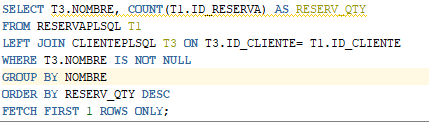 SELECT T3.NOMBRE, COUNT(T1.ID_RESERVA) AS RESERV_QTY
FROM RESERVAPLSQL T1
LEFT JOIN CLIENTEPLSQL T3 ON T3.ID_CLIENTE= T1.ID_CLIENTE
WHERE T3.NOMBRE IS NOT NULL
GROUP BY NOMBRE
ORDER BY RESERV_QTY DESC
FETCH FIRST 1 ROWS ONLY;